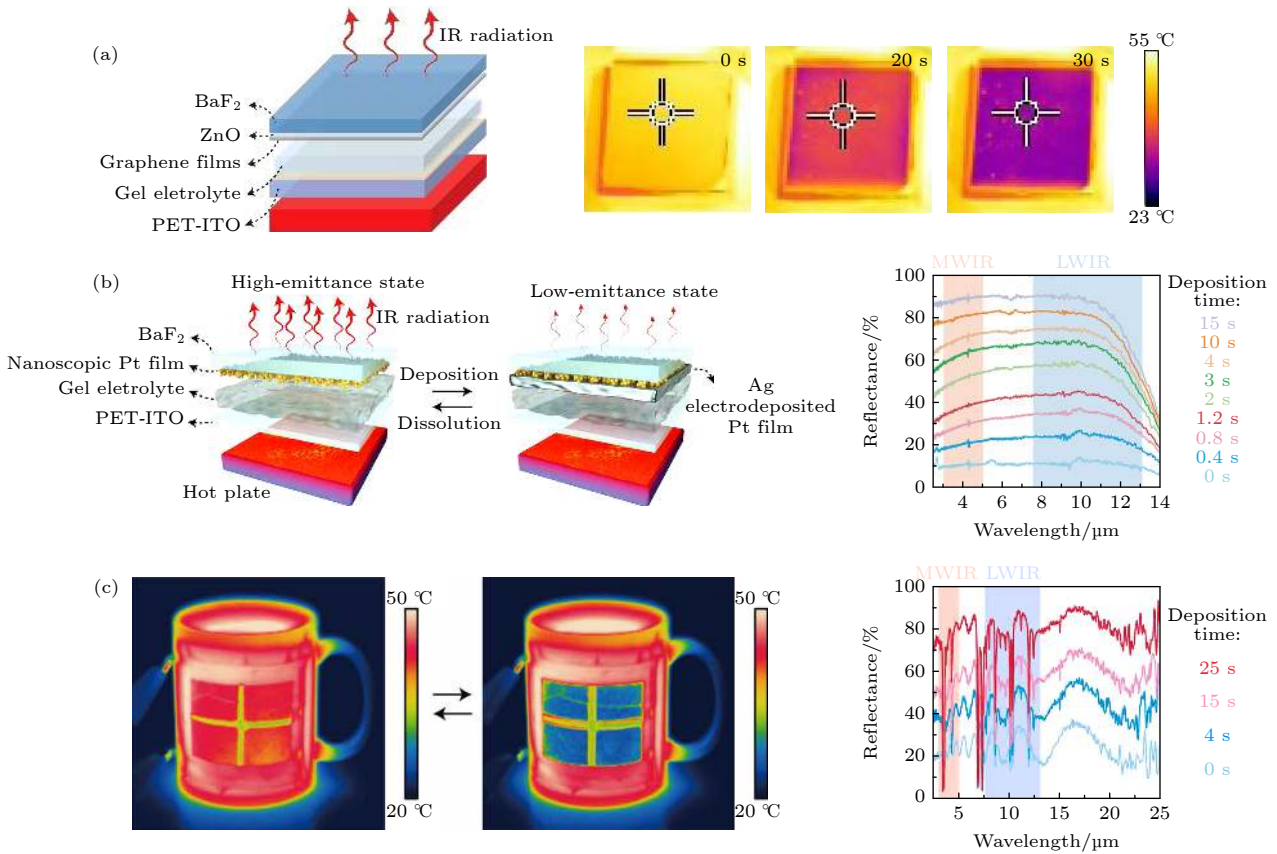 (a)
IR radiation
BaF₂
ZnO
Graphene films
Gel eletrolyte
PET-ITO
0 s
20 s
30 s
55 ℃
23 ℃
(b)
High-emittance state
IR radiation
BaF₂
Nanoscopic Pt film
Gel eletrolyte
PET-ITO
Hot plate
Deposition
Dissolution
Low-emittance state
Ag
electrodeposited
Pt film
MWIR
LWIR
100
80
60
40
20
0
Reflectance/%
4
6
8
10
12
14
Wavelength/µm
Deposition
time:
15 s
10 s
4 s
3 s
2 s
1.2 s
0.8 s
0.4 s
0 s
(c)
50 ℃
20 ℃
50 ℃
20 ℃
MWIR
LWIR
100
80
60
40
20
0
Reflectance/%
5
10
15
20
25
Wavelength/µm
Deposition
time:
25 s
15 s
4 s
0 s